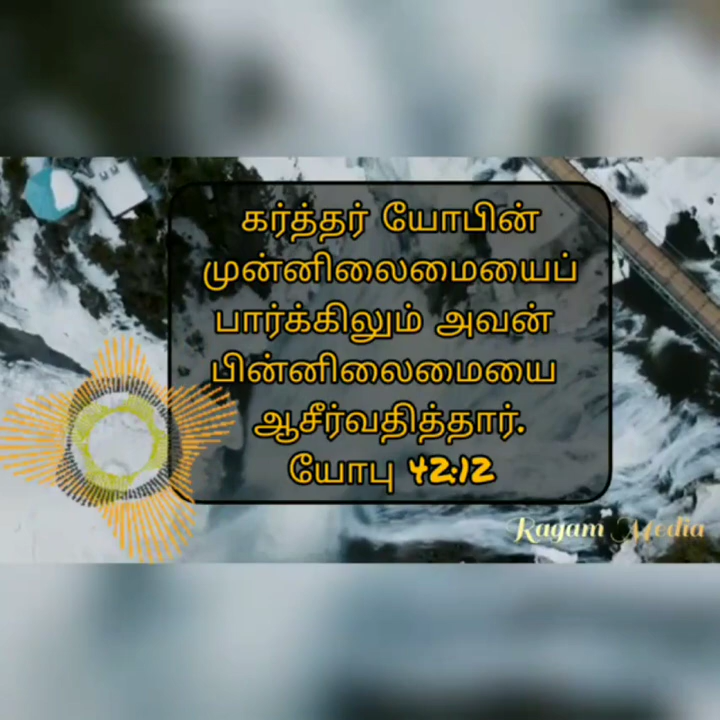 கர்த்தர் யோபின்
முன்னிலைமையைப்
பார்க்கிலும் அவன்
பின்னிலைமையை
ஆசீர்வதித்தார்.
யோபு 42:12
Ragam Media